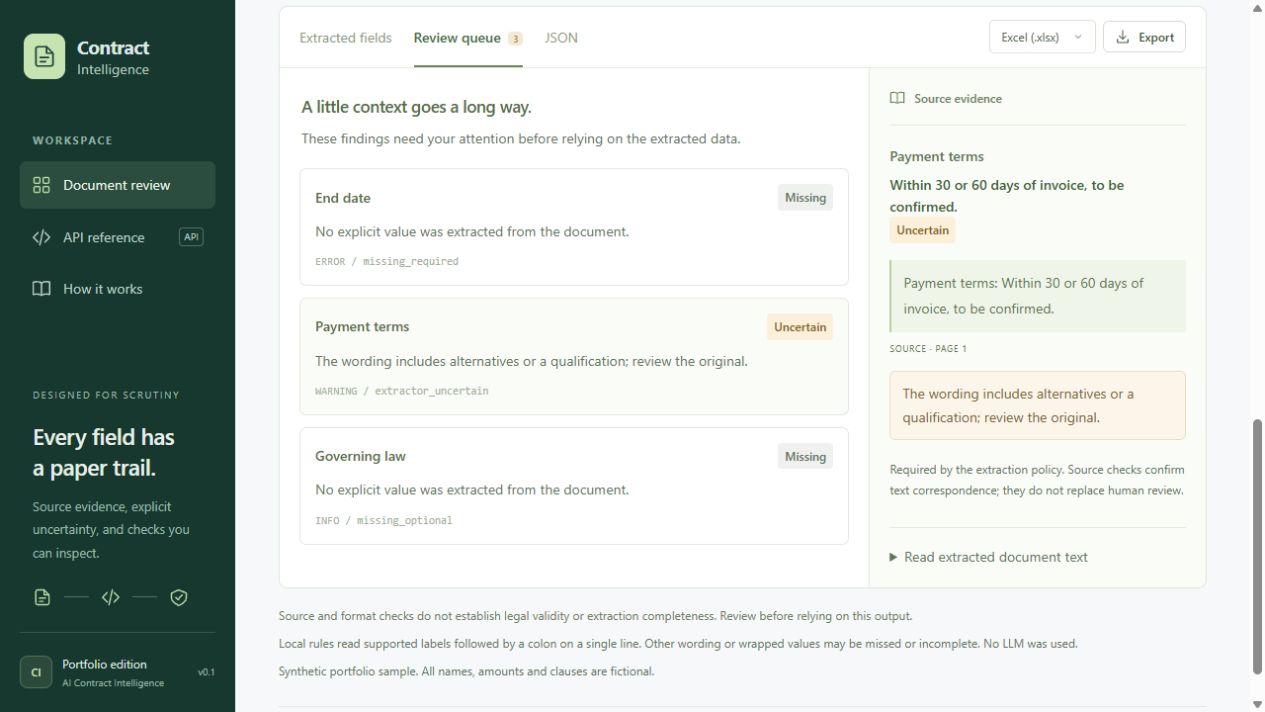 Contract
Intelligence
WORKSPACE
Document review
API reference
API
How it works
DESIGNED FOR SCRUTINY
Every field has
a paper trail.
Source evidence, explicit
uncertainty, and checks you
can inspect.
CI
Portfolio edition
AI Contract Intelligence
v0.1
Extracted fields
Review queue 3
JSON
Excel (.xlsx)
Export
A little context goes a long way.
These findings need your attention before relying on the extracted data.
End date
Missing
No explicit value was extracted from the document.
ERROR / missing_required
Payment terms
Uncertain
The wording includes alternatives or a qualification; review the original.
WARNING / extractor_uncertain
Governing law
Missing
No explicit value was extracted from the document.
INFO / missing_optional
Source evidence
Payment terms
Within 30 or 60 days of invoice, to be
confirmed.
Uncertain
Payment terms: Within 30 or 60 days of
invoice, to be confirmed.
SOURCE · PAGE 1
The wording includes alternatives or a
qualification; review the original.
Required by the extraction policy. Source checks confirm
text correspondence; they do not replace human review.
Read extracted document text
Source and format checks do not establish legal validity or extraction completeness. Review before relying on this output.
Local rules read supported labels followed by a colon on a single line. Other wording or wrapped values may be missed or incomplete. No LLM was used.
Synthetic portfolio sample. All names, amounts and clauses are fictional.